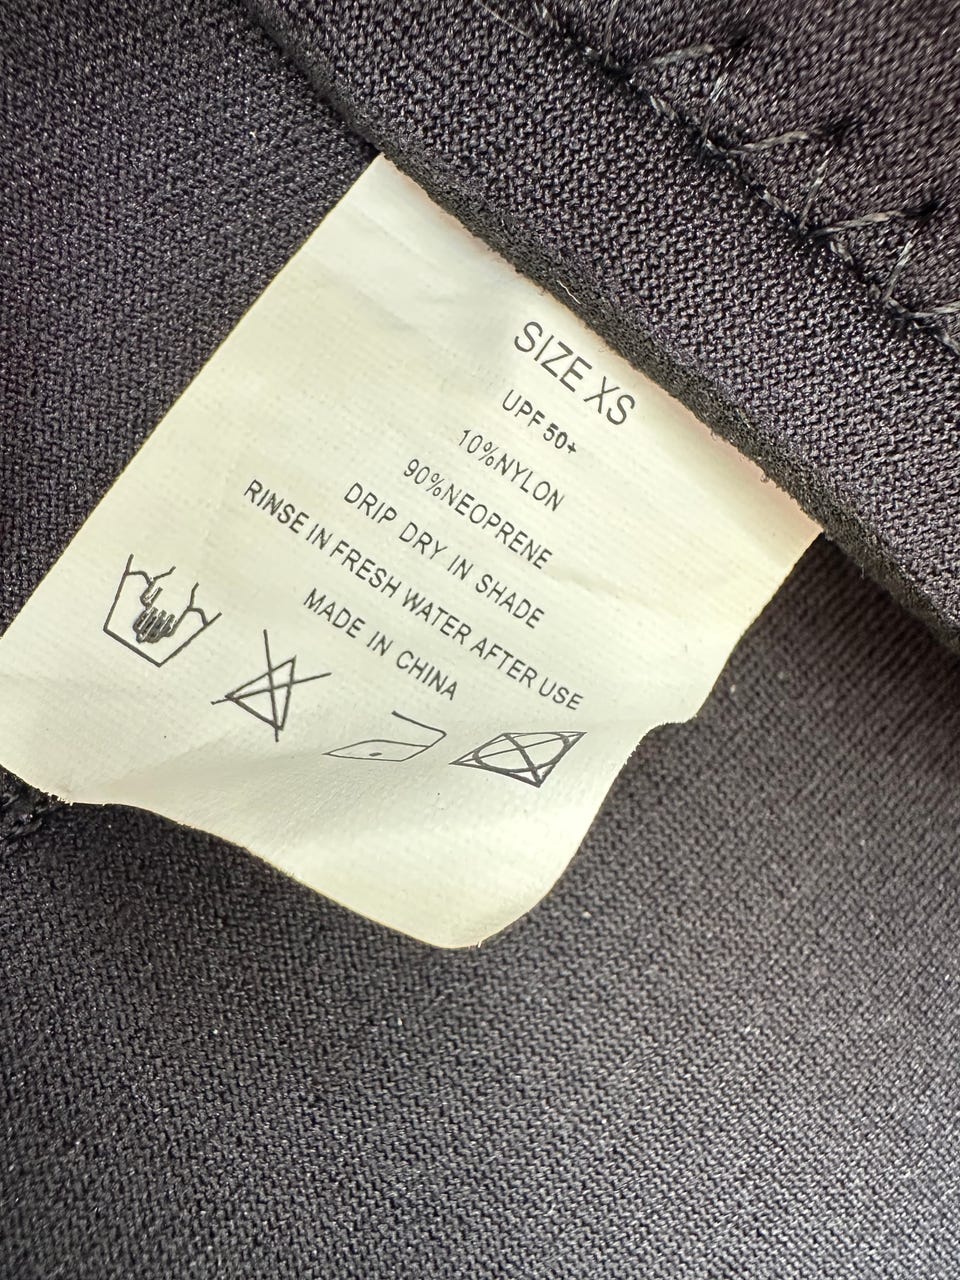 SIZE XS
UPF 50+
10%NYLON
90%NEOPRENE
DRIP DRY IN SHADE
RINSE IN FRESH WATER AFTER USE
MADE IN CHINA